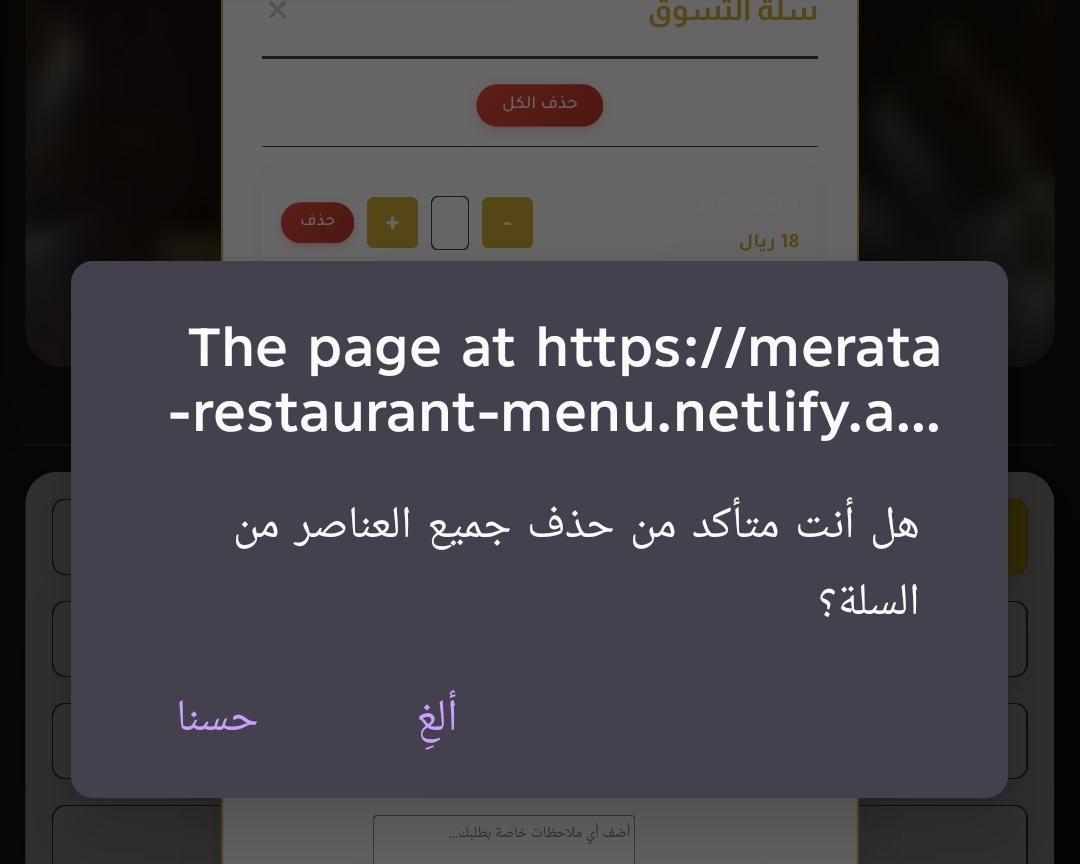 سلة التسوق
×
حذف الكل
- + حذف
18 ريال
The page at https://merata
-restaurant-menu.netlify.a...
هل أنت متأكد من حذف جميع العناصر من
السلة؟
ألغِ حسنا
أضف أي ملاحظات خاصة بطلبك...